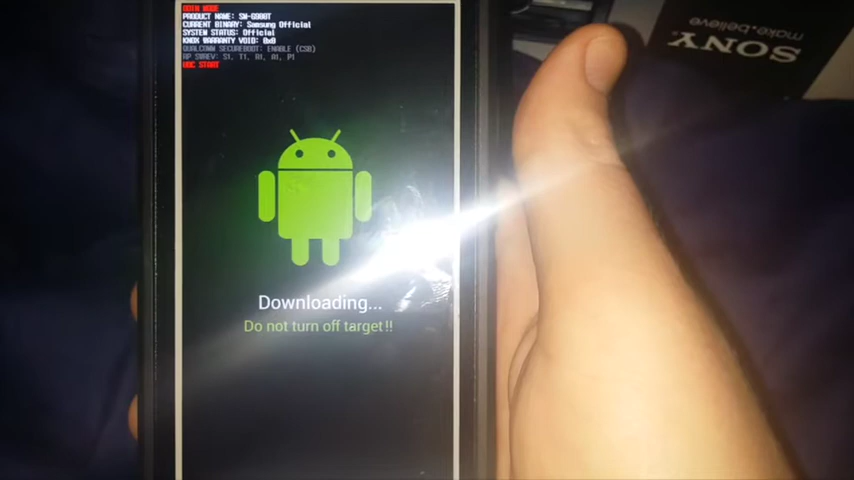 ODIN MODE
PRODUCT NAME: SM-G900T
CURRENT BINARY: Samsung Official
SYSTEM STATUS: Official
KNOX WARRANTY VOID: 0x0
QUALCOMM SECUREBOOT: ENABLE (CSB)
RP SWREV: S1, T1, A1, A1, P1
UDC START
Downloading...
Do not turn off target!!
SONY
make.believe